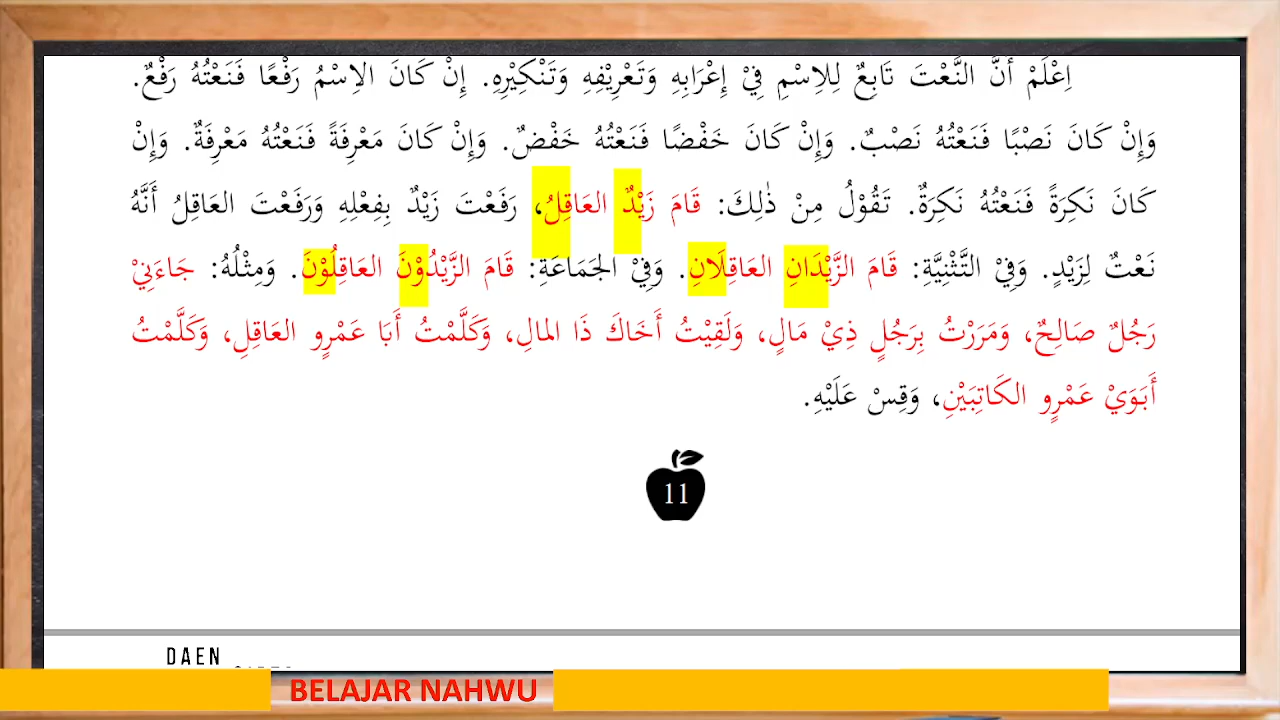 اِعْلَمْ أَنَّ النَّعْتَ تَابِعٌ لِلاِسْمِ فِيْ إِعْرَابِهِ وَتَعْرِيْفِهِ وَتَنْكِيْرِهِ. إِنْ كَانَ الاِسْمُ رَفْعًا فَنَعْتُهُ رَفْعٌ.
وَإِنْ كَانَ نَصْبًا فَنَعْتُهُ نَصْبٌ. وَإِنْ كَانَ خَفْضًا فَنَعْتُهُ خَفْضٌ. وَإِنْ كَانَ مَعْرِفَةً فَنَعْتُهُ مَعْرِفَةٌ. وَإِنْ
كَانَ نَكِرَةً فَنَعْتُهُ نَكِرَةٌ. تَقُوْلُ مِنْ ذٰلِكَ: قَامَ زَيْدٌ العَاقِلُ، رَفَعْتَ زَيْدٌ بِفِعْلِهِ وَرَفَعْتَ العَاقِلُ أَنَّهُ
نَعْتٌ لِزَيْدٍ. وَفِيْ التَّثْنِيَّةِ: قَامَ الزَّيْدَانِ العَاقِلَانِ. وَفِيْ الجَمَاعَةِ: قَامَ الزَّيْدُوْنَ العَاقِلُوْنَ. وَمِثْلُهُ: جَاءَنِيْ
رَجُلٌ صَالِحٌ، وَمَرَرْتُ بِرَجُلٍ ذِيْ مَالٍ، وَلَقِيْتُ أَخَاكَ ذَا المالِ، وَكَلَّمْتُ أَبَا عَمْرٍو العَاقِلِ، وَكَلَّمْتُ
أَبَوَيْ عَمْرٍو الكَاتِبَيْنِ، وَقِسْ عَلَيْهِ.
11
DAEN
BELAJAR NAHWU